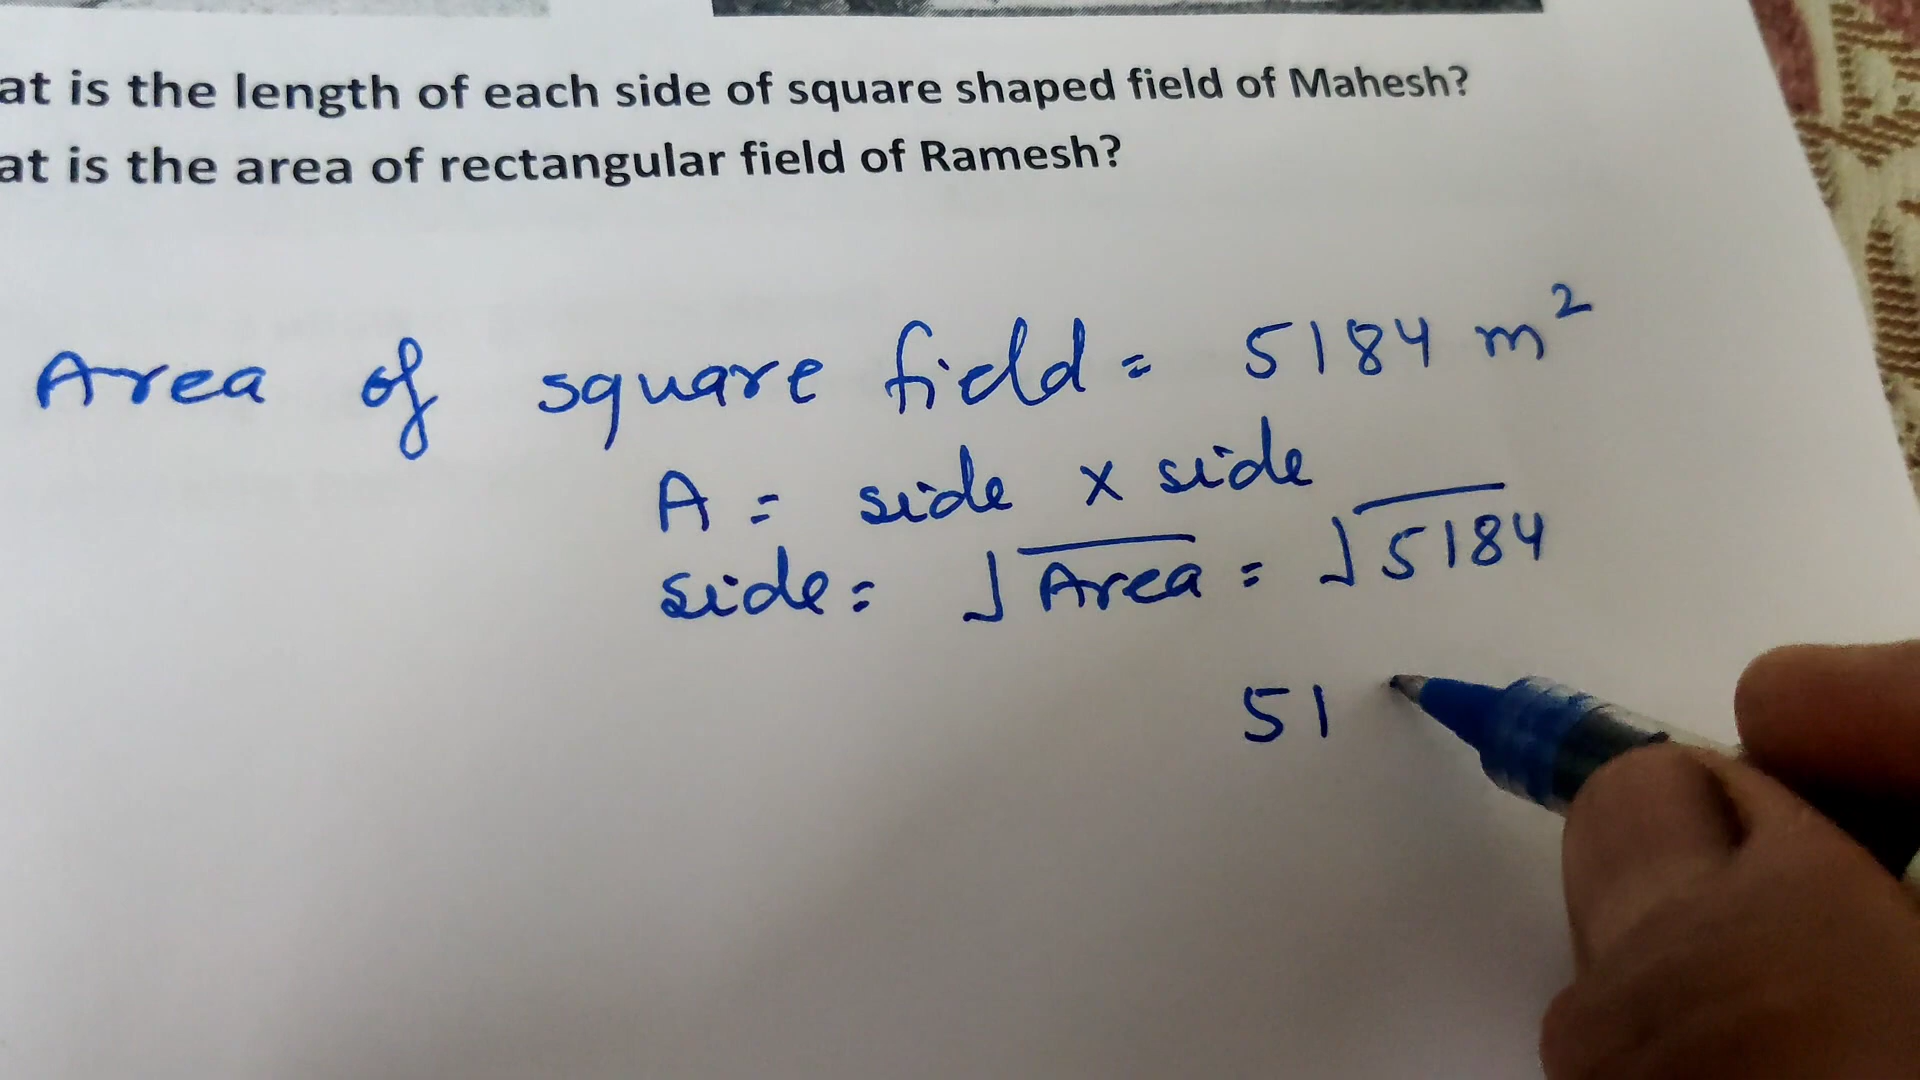 at is the length of each side of square shaped field of Mahesh?
at is the area of rectangular field of Ramesh?
Area of square field = 5184 m²
A = side × side
side = √Area = √5184
51